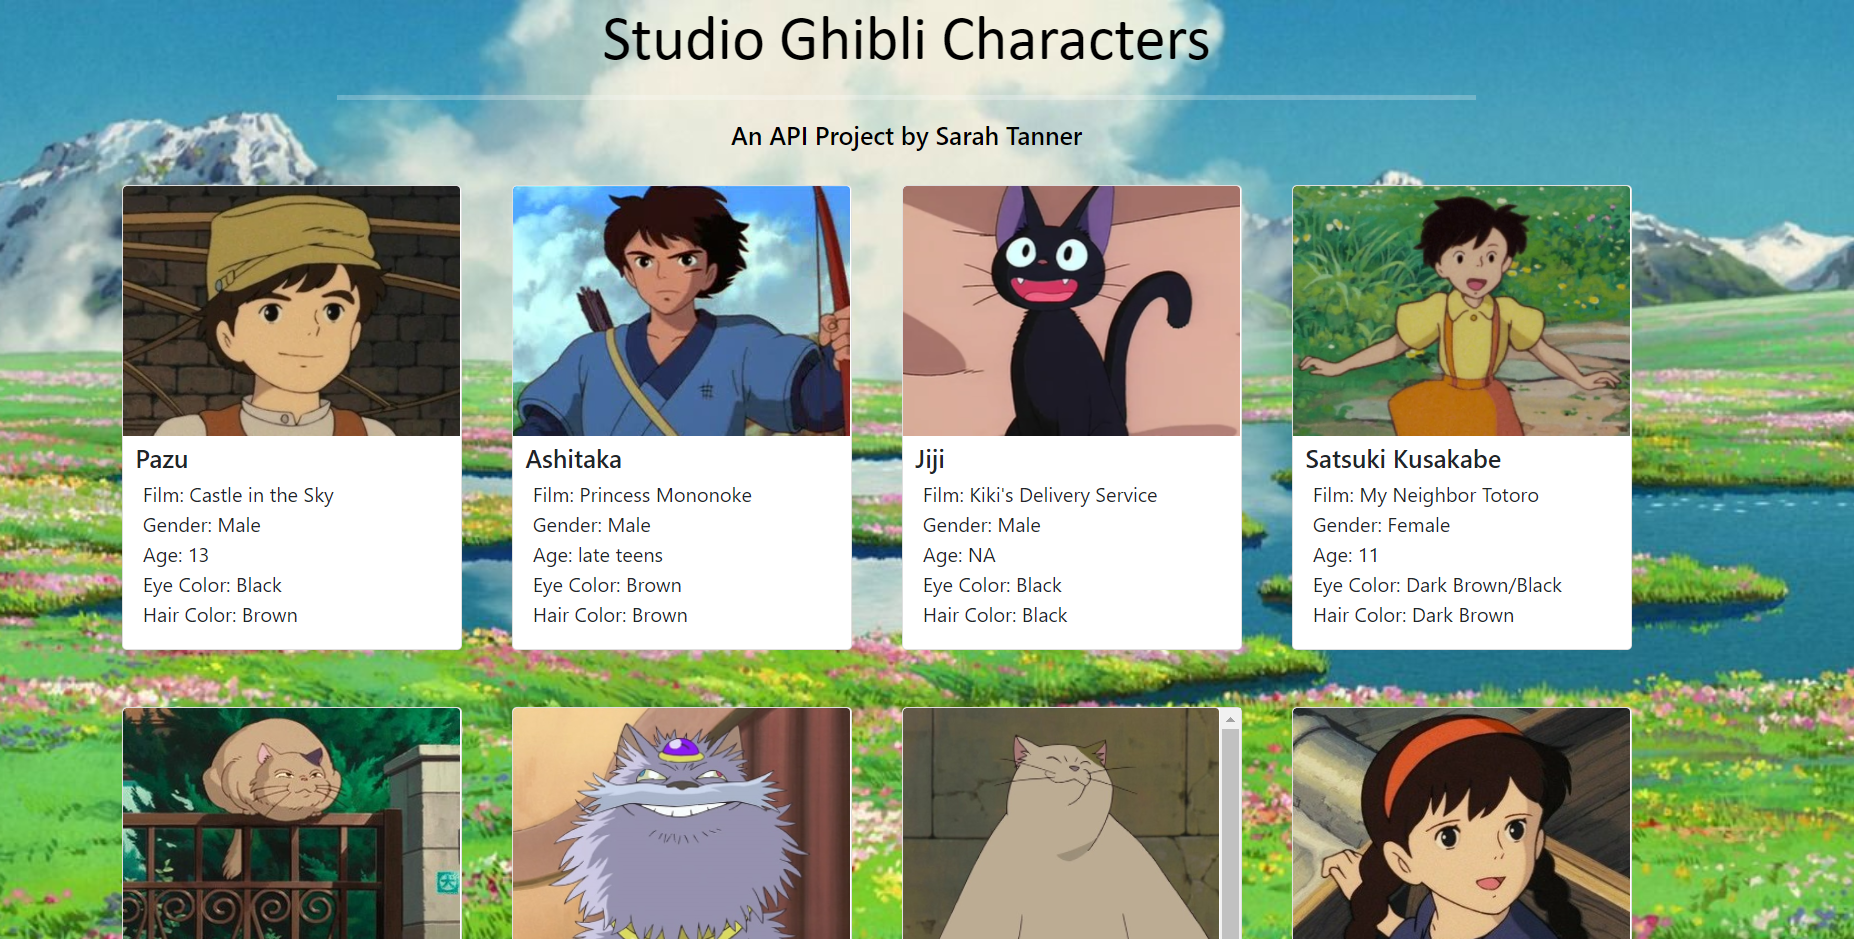 Studio Ghibli Characters
An API Project by Sarah Tanner
Pazu
Film: Castle in the Sky
Gender: Male
Age: 13
Eye Color: Black
Hair Color: Brown
Ashitaka
Film: Princess Mononoke
Gender: Male
Age: late teens
Eye Color: Brown
Hair Color: Brown
Jiji
Film: Kiki's Delivery Service
Gender: Male
Age: NA
Eye Color: Black
Hair Color: Black
Satsuki Kusakabe
Film: My Neighbor Totoro
Gender: Female
Age: 11
Eye Color: Dark Brown/Black
Hair Color: Dark Brown